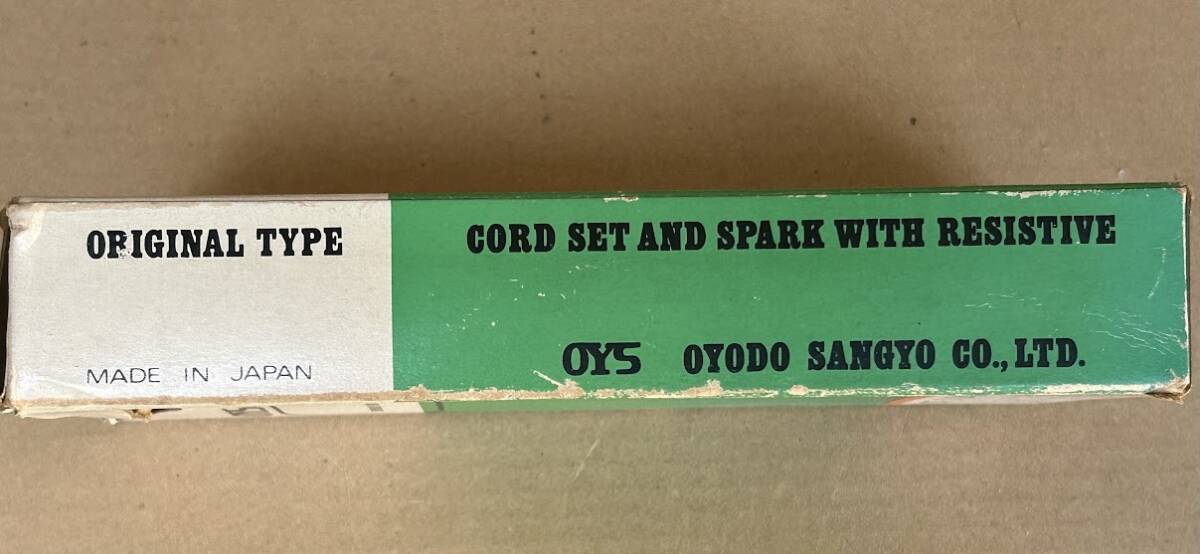 ORIGINAL TYPE
MADE IN JAPAN
CORD SET AND SPARK WITH RESISTIVE
OYS OYODO SANGYO CO., LTD.